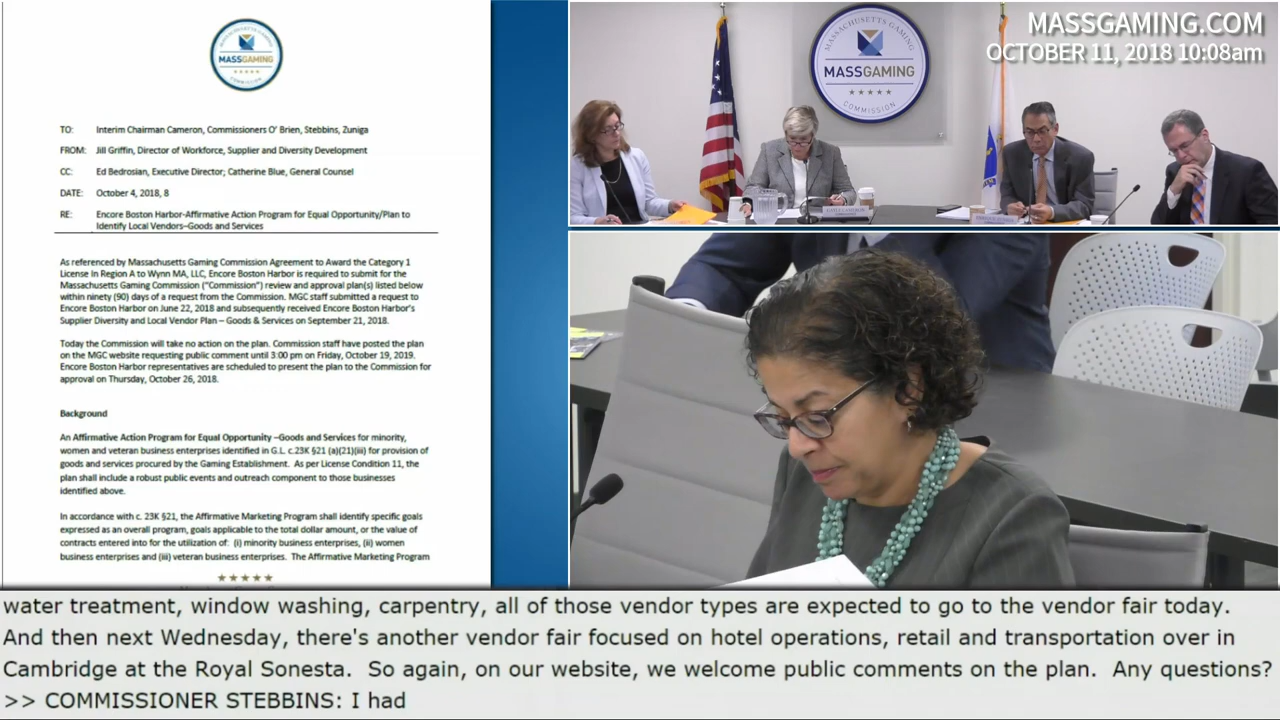 MASSACHUSETTS GAMING
MASSGAMING
COMMISSION
TO: Interim Chairman Cameron, Commissioners O' Brien, Stebbins, Zuniga
FROM: Jill Griffin, Director of Workforce, Supplier and Diversity Development
CC: Ed Bedrosian, Executive Director; Catherine Blue, General Counsel
DATE: October 4, 2018, 8
RE: Encore Boston Harbor-Affirmative Action Program for Equal Opportunity/Plan to
Identify Local Vendors–Goods and Services
As referenced by Massachusetts Gaming Commission Agreement to Award the Category 1
License In Region A to Wynn MA, LLC, Encore Boston Harbor is required to submit for the
Massachusetts Gaming Commission ("Commission") review and approval plan(s) listed below
within ninety (90) days of a request from the Commission. MGC staff submitted a request to
Encore Boston Harbor on June 22, 2018 and subsequently received Encore Boston Harbor's
Supplier Diversity and Local Vendor Plan – Goods & Services on September 21, 2018.
Today the Commission will take no action on the plan. Commission staff have posted the plan
on the MGC website requesting public comment until 3:00 pm on Friday, October 19, 2019.
Encore Boston Harbor representatives are scheduled to present the plan to the Commission for
approval on Thursday, October 26, 2018.
Background
An Affirmative Action Program for Equal Opportunity –Goods and Services for minority,
women and veteran business enterprises identified in G.L. c.23K §21 (a)(21)(iii) for provision of
goods and services procured by the Gaming Establishment. As per License Condition 11, the
plan shall include a robust public events and outreach component to those businesses
identified above.
In accordance with c. 23K §21, the Affirmative Marketing Program shall identify specific goals
expressed as an overall program, goals applicable to the total dollar amount, or the value of
contracts entered into for the utilization of: (i) minority business enterprises, (ii) women
business enterprises and (iii) veteran business enterprises. The Affirmative Marketing Program
MASSACHUSETTS GAMING
MASSGAMING
COMMISSION
MASSGAMING.COM
OCTOBER 11, 2018 10:08am
water treatment, window washing, carpentry, all of those vendor types are expected to go to the vendor fair today.
And then next Wednesday, there's another vendor fair focused on hotel operations, retail and transportation over in
Cambridge at the Royal Sonesta. So again, on our website, we welcome public comments on the plan. Any questions?
>> COMMISSIONER STEBBINS: I had